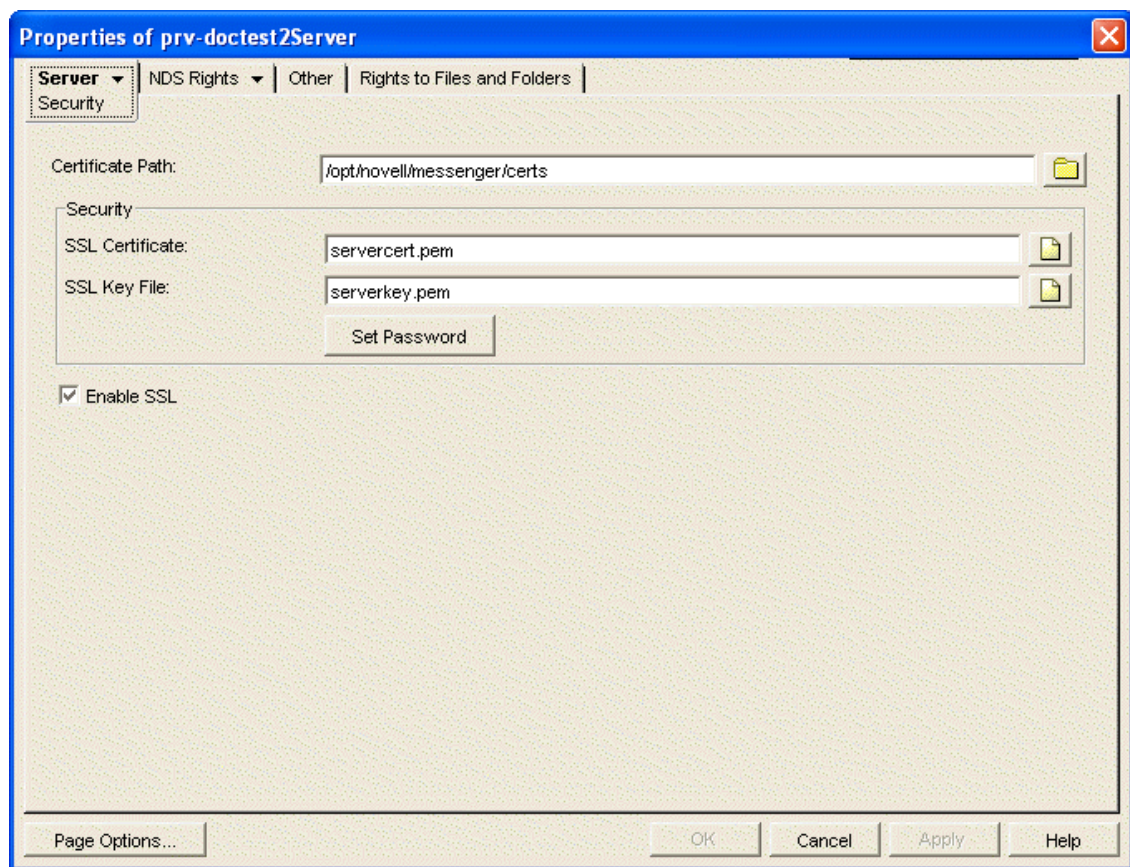 Properties of prv-doctest2Server
Server NDS Rights Other Rights to Files and Folders
Security
Certificate Path: /opt/novell/messenger/certs
Security
SSL Certificate: servercert.pem
SSL Key File: serverkey.pem
Set Password
Enable SSL
Page Options... OK Cancel Apply Help